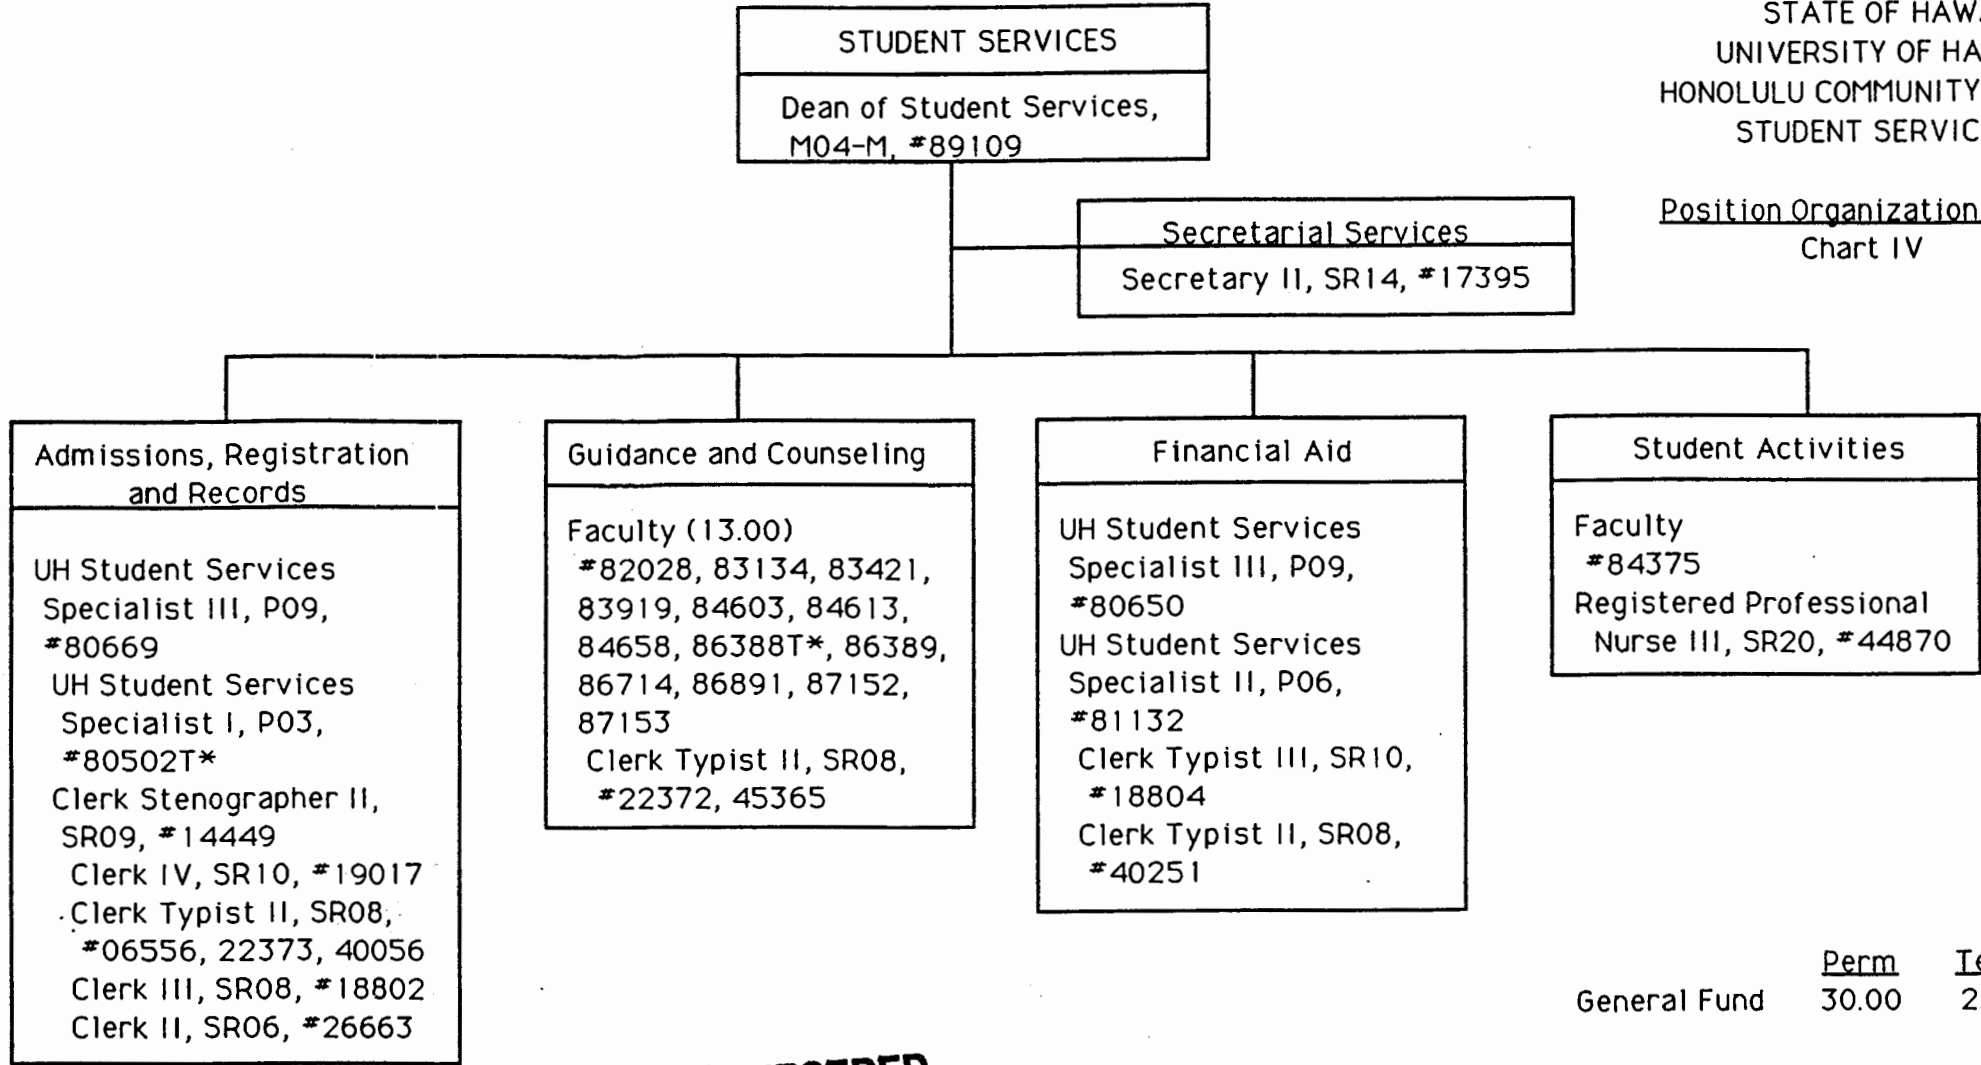 STUDENT SERVICES
Dean of Student Services,
M04-M, #89109
STATE OF
UNIVERSITY OF
HONOLULU COMMUNITY
STUDENT
Position Organization
Chart IV
Secretarial Services
Secretary II, SR14, #17395
Admissions, Registration
and Records
UH Student Services
Specialist III, P09,
#80669
UH Student Services
Specialist I, P03,
#80502T*
Clerk Stenographer II,
SR09, #14449
Clerk IV, SR10, #19017
Clerk Typist II, SR08,
#06556, 22373, 40056
Clerk III, SR08, #18802
Clerk II, SR06, #26663
Guidance and Counseling
Faculty (13.00)
#82028, 83134, 83421,
83919, 84603, 84613,
84658, 86388T*, 86389,
86714, 86891, 87152,
87153
Clerk Typist II, SR08,
#22372, 45365
Financial Aid
UH Student Services
Specialist III, P09,
#80650
UH Student Services
Specialist II, P06,
#81132
Clerk Typist III, SR10,
#18804
Clerk Typist II, SR08,
#40251
Student Activities
Faculty
#84375
Registered Professional
Nurse III, SR20, #44870
Perm
General Fund 30.00